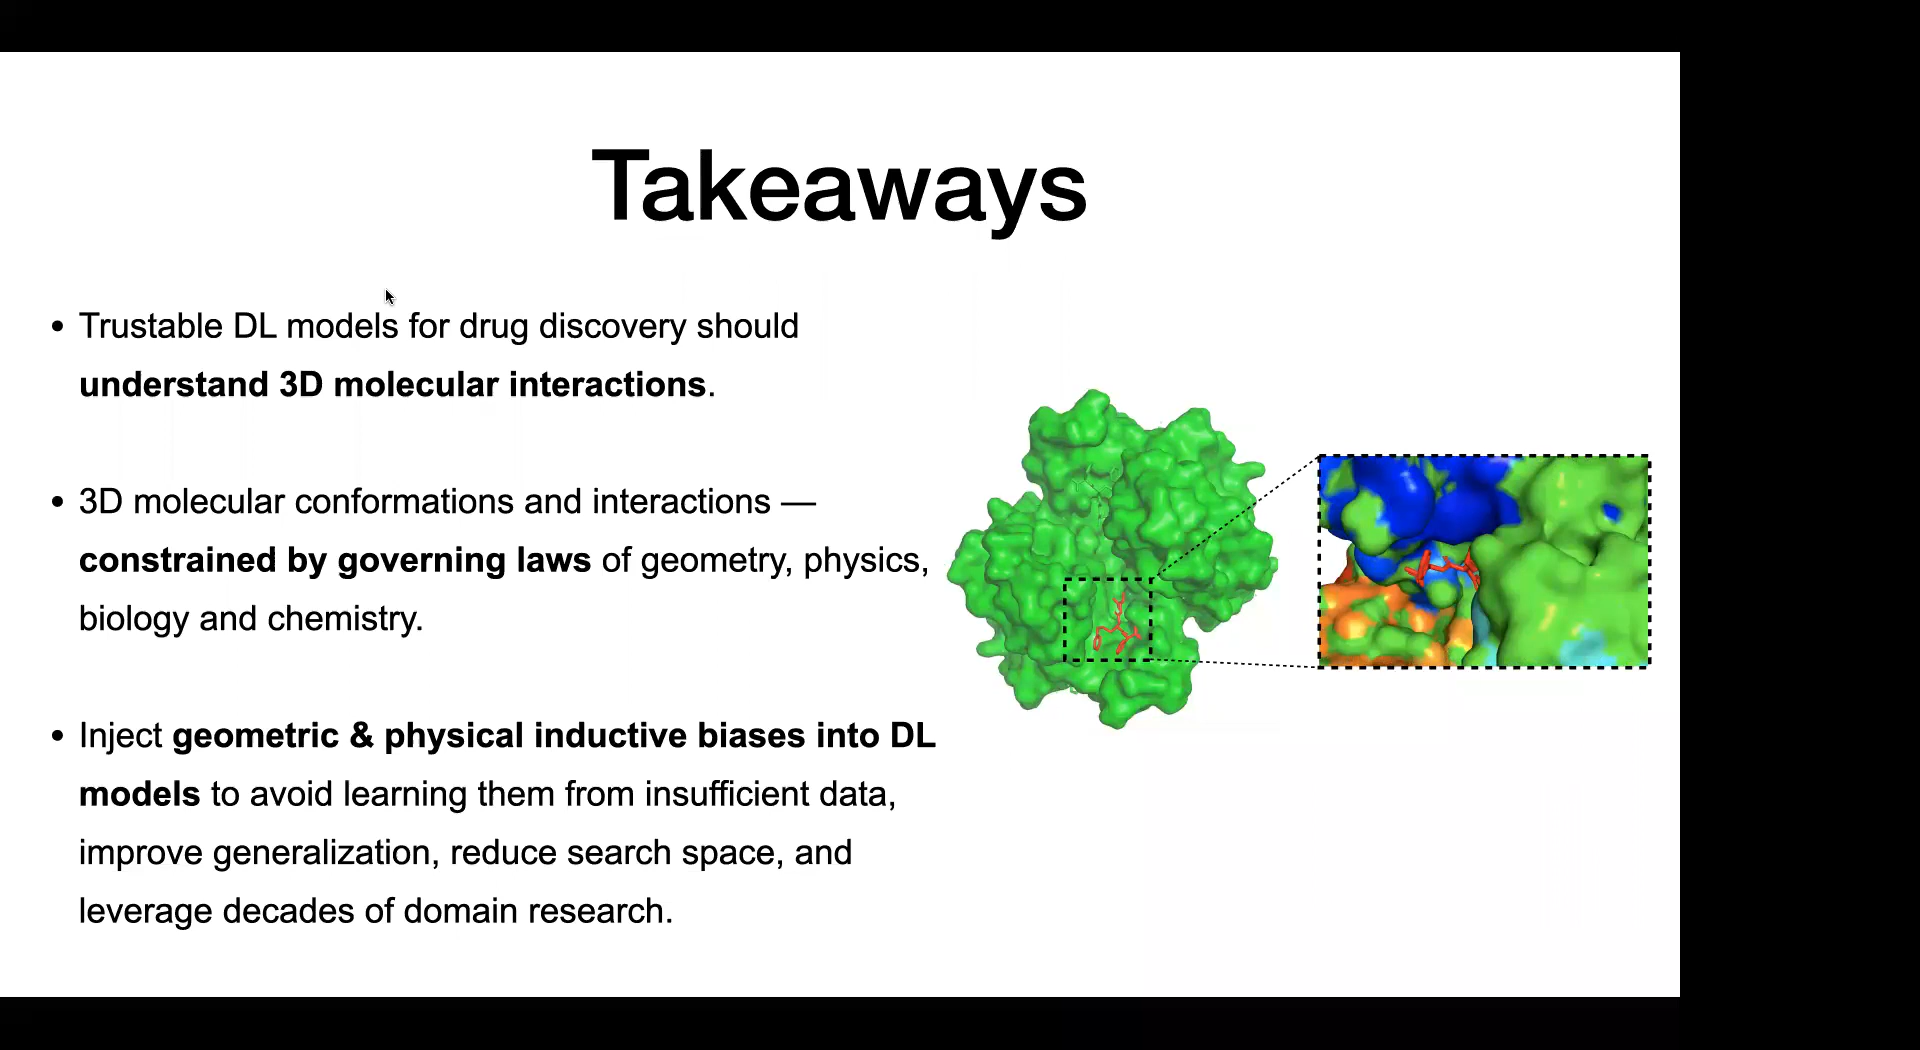 Takeaways
• Trustable DL models for drug discovery should
understand 3D molecular interactions.
• 3D molecular conformations and interactions —
constrained by governing laws of geometry, physics,
biology and chemistry.
• Inject geometric & physical inductive biases into DL
models to avoid learning them from insufficient data,
improve generalization, reduce search space, and
leverage decades of domain research.